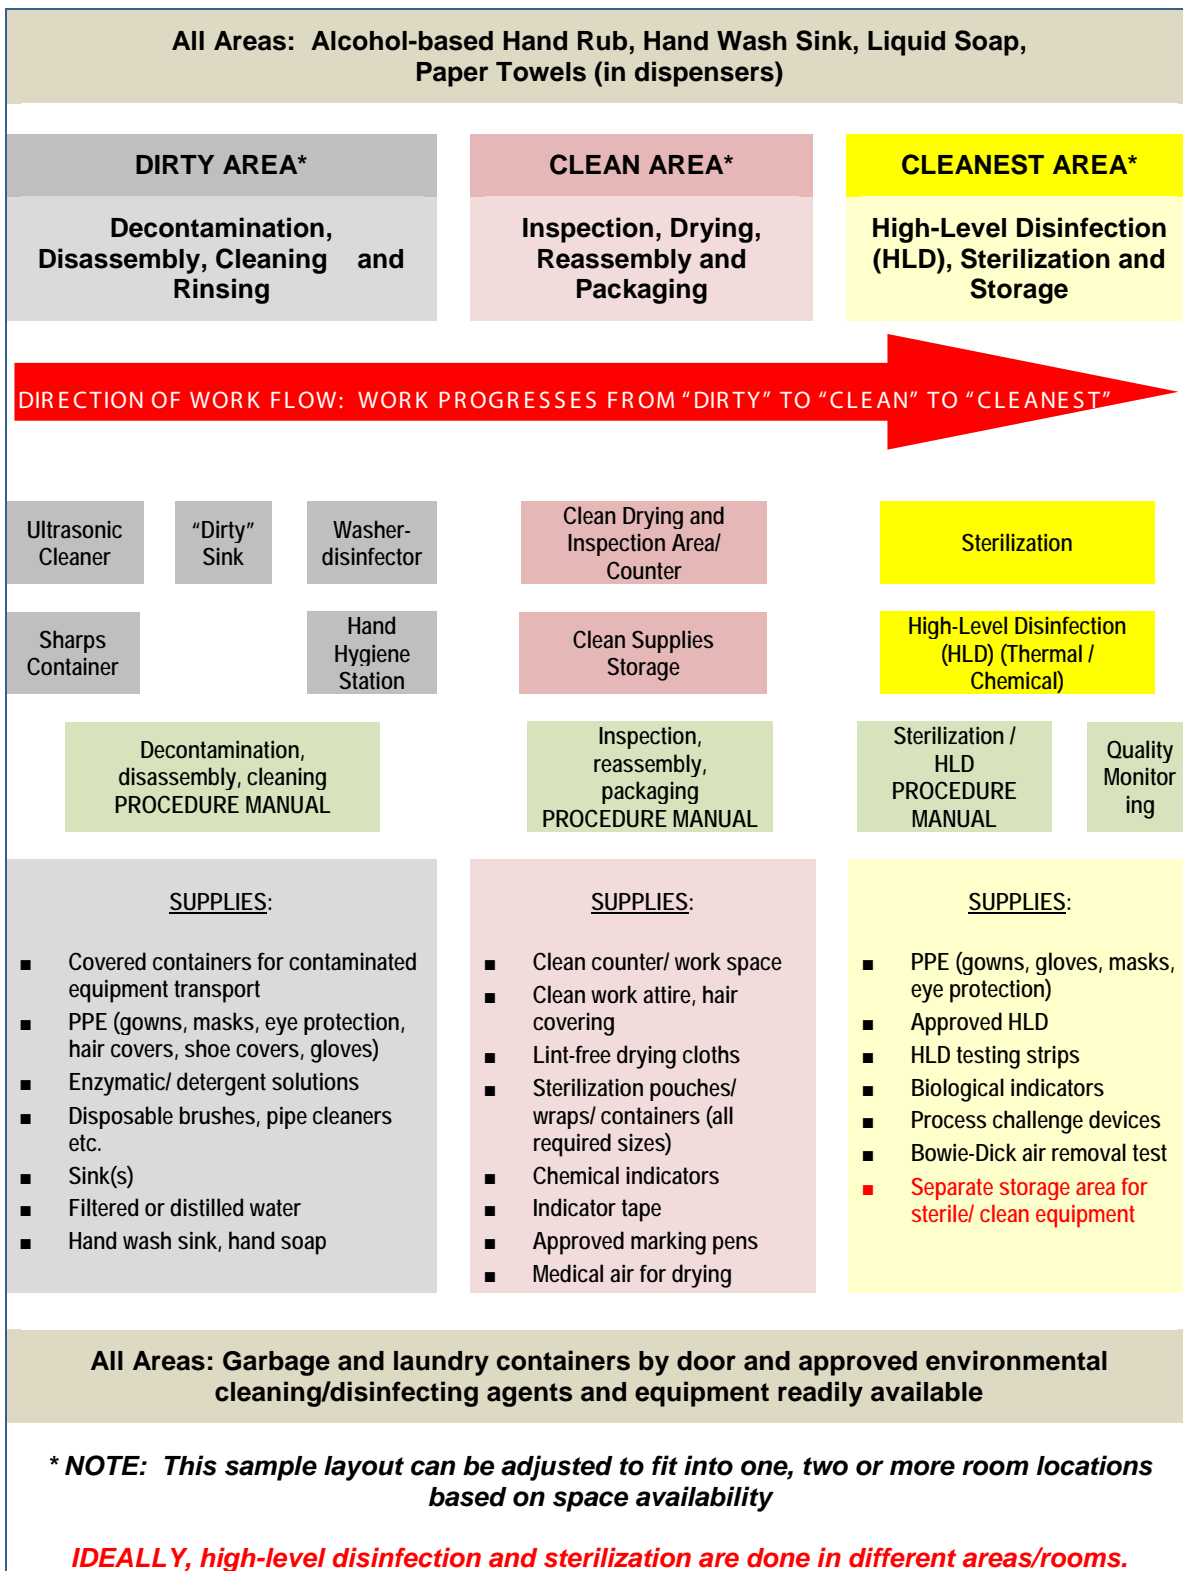 All Areas: Alcohol-based Hand Rub, Hand Wash Sink, Liquid Soap,
Paper Towels (in dispensers)
DIRTY AREA*
Decontamination,
Disassembly, Cleaning and
Rinsing
CLEAN AREA*
Inspection, Drying,
Reassembly and
Packaging
CLEANEST AREA*
High-Level Disinfection
(HLD), Sterilization and
Storage
DIRECTION OF WORK FLOW: WORK PROGRESSES FROM “DIRTY” TO “CLEAN” TO “CLEANEST”
Ultrasonic
Cleaner
“Dirty”
Sink
Washer-
disinfector
Clean Drying and
Inspection Area/
Counter
Sterilization
Sharps
Container
Hand
Hygiene
Station
Clean Supplies
Storage
High-Level Disinfection
(HLD) (Thermal /
Chemical)
Decontamination,
disassembly, cleaning
PROCEDURE MANUAL
Inspection,
reassembly,
packaging
PROCEDURE MANUAL
Sterilization /
HLD
PROCEDURE
MANUAL
Quality
Monitor
ing
SUPPLIES:
■ Covered containers for contaminated
equipment transport
■ PPE (gowns, masks, eye protection,
hair covers, shoe covers, gloves)
■ Enzymatic/ detergent solutions
■ Disposable brushes, pipe cleaners
etc.
■ Sink(s)
■ Filtered or distilled water
■ Hand wash sink, hand soap
SUPPLIES:
■ Clean counter/ work space
■ Clean work attire, hair
covering
■ Lint-free drying cloths
■ Sterilization pouches/
wraps/ containers (all
required sizes)
■ Chemical indicators
■ Indicator tape
■ Approved marking pens
■ Medical air for drying
SUPPLIES:
■ PPE (gowns, gloves, masks,
eye protection)
■ Approved HLD
■ HLD testing strips
■ Biological indicators
■ Process challenge devices
■ Bowie-Dick air removal test
■ Separate storage area for
sterile/ clean equipment
All Areas: Garbage and laundry containers by door and approved environmental
cleaning/disinfecting agents and equipment readily available
* NOTE: This sample layout can be adjusted to fit into one, two or more room locations
based on space availability
IDEALLY, high-level disinfection and sterilization are done in different areas/rooms.